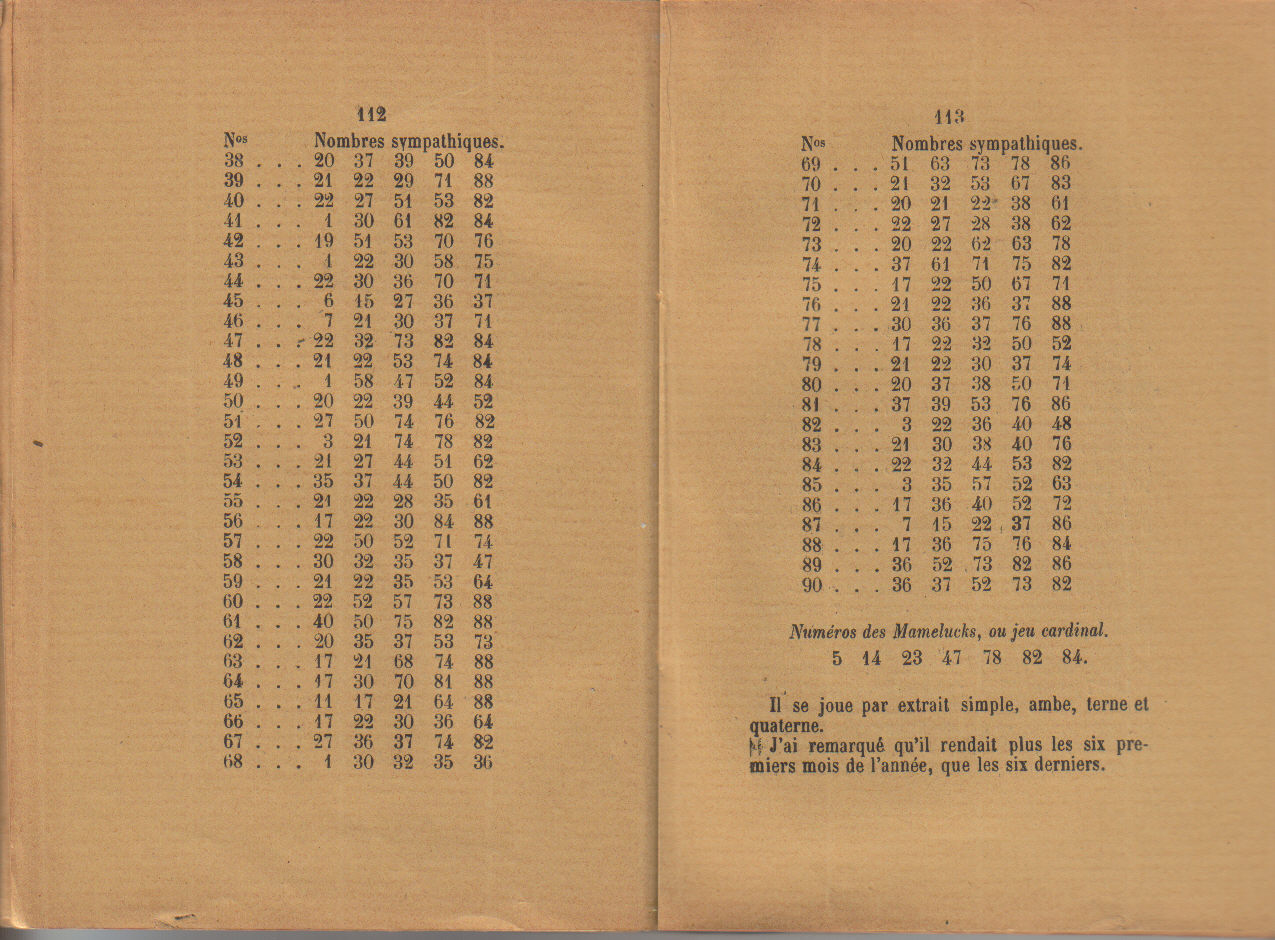 112
Nos Nombres sympathiques.
38 . . . 20 37 39 50 84
39 . . . 21 22 29 71 88
40 . . . 22 27 51 53 82
41 . . . 1 30 61 82 84
42 . . . 19 51 53 70 76
43 . . . 1 22 30 58 75
44 . . . 22 30 36 70 71
45 . . . 6 15 27 36 37
46 . . . 7 21 30 37 71
47 . . . 22 32 73 82 84
48 . . . 21 22 53 74 84
49 . . . 1 58 47 52 84
50 . . . 20 22 39 44 52
51 . . . 27 50 74 76 82
52 . . . 3 21 74 78 82
53 . . . 21 27 44 51 62
54 . . . 35 37 44 50 82
55 . . . 21 22 28 35 61
56 . . . 17 22 30 84 88
57 . . . 22 50 52 71 74
58 . . . 30 32 35 37 47
59 . . . 21 22 35 53 64
60 . . . 22 52 57 73 88
61 . . . 40 50 75 82 88
62 . . . 20 35 37 53 73
63 . . . 17 21 68 74 88
64 . . . 17 30 70 81 88
65 . . . 11 17 21 64 88
66 . . . 17 22 30 36 64
67 . . . 27 36 37 74 82
68 . . . 1 30 32 35 36
113
Nos Nombres sympathiques.
69 . . . 51 63 73 78 86
70 . . . 21 32 53 67 83
71 . . . 20 21 22 38 61
72 . . . 22 27 28 38 62
73 . . . 20 22 62 63 78
74 . . . 37 61 71 75 82
75 . . . 17 22 50 67 71
76 . . . 21 22 36 37 88
77 . . . 30 36 37 76 88
78 . . . 17 22 32 50 52
79 . . . 21 22 30 37 74
80 . . . 20 37 38 50 71
81 . . . 37 39 53 76 86
82 . . . 3 22 36 40 48
83 . . . 21 30 38 40 76
84 . . . 22 32 44 53 82
85 . . . 3 35 57 52 63
86 . . . 17 36 40 52 72
87 . . . 7 15 22 37 86
88 . . . 17 36 75 76 84
89 . . . 36 52 73 82 86
90 . . . 36 37 52 73 82
Numéros des Mamelucks, ou jeu cardinal.
5 14 23 47 78 82 84.
Il se joue par extrait simple, ambe, terne et
quaterne.
J'ai remarqué qu'il rendait plus les six pre-
miers mois de l'année, que les six derniers.